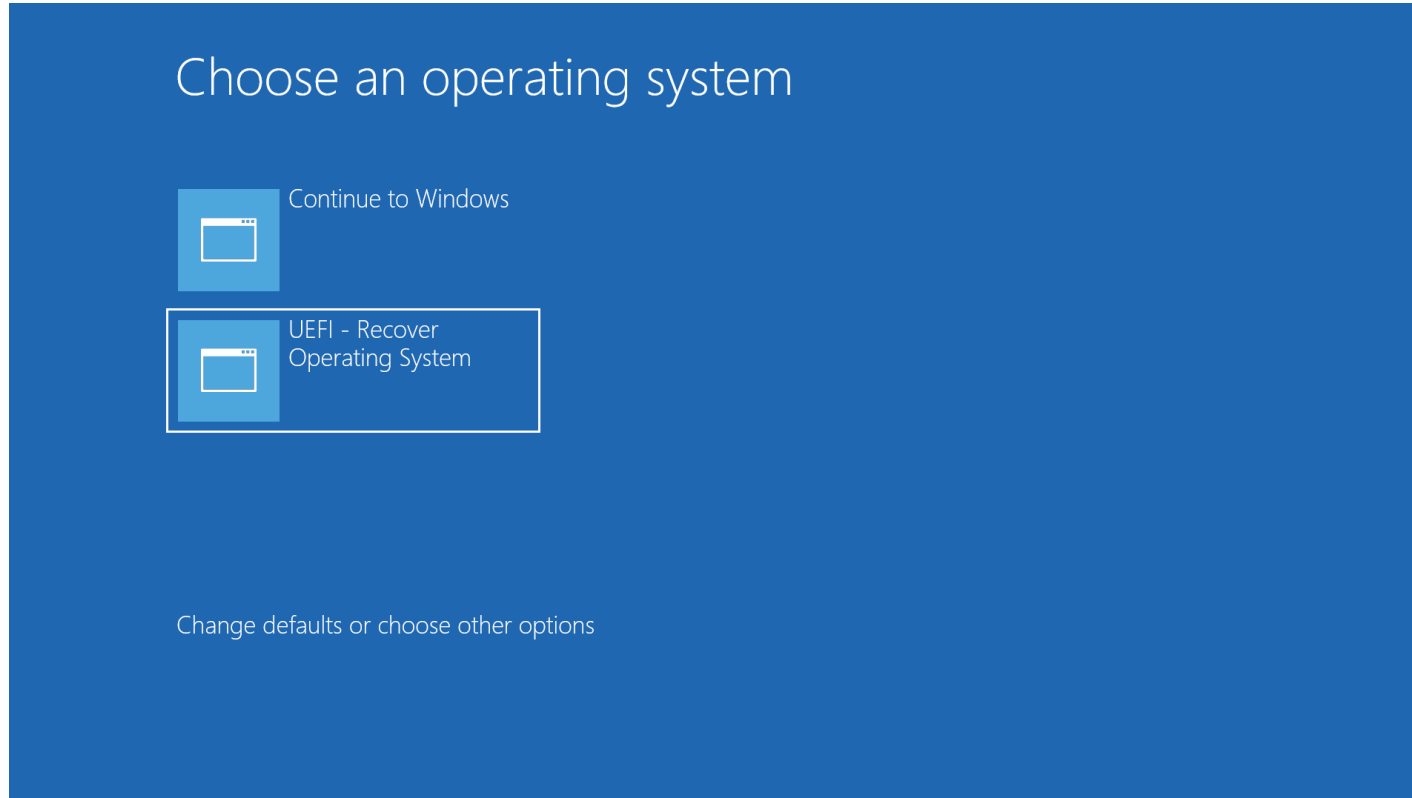 Choose an operating system
Continue to Windows
UEFI - Recover
Operating System
Change defaults or choose other options